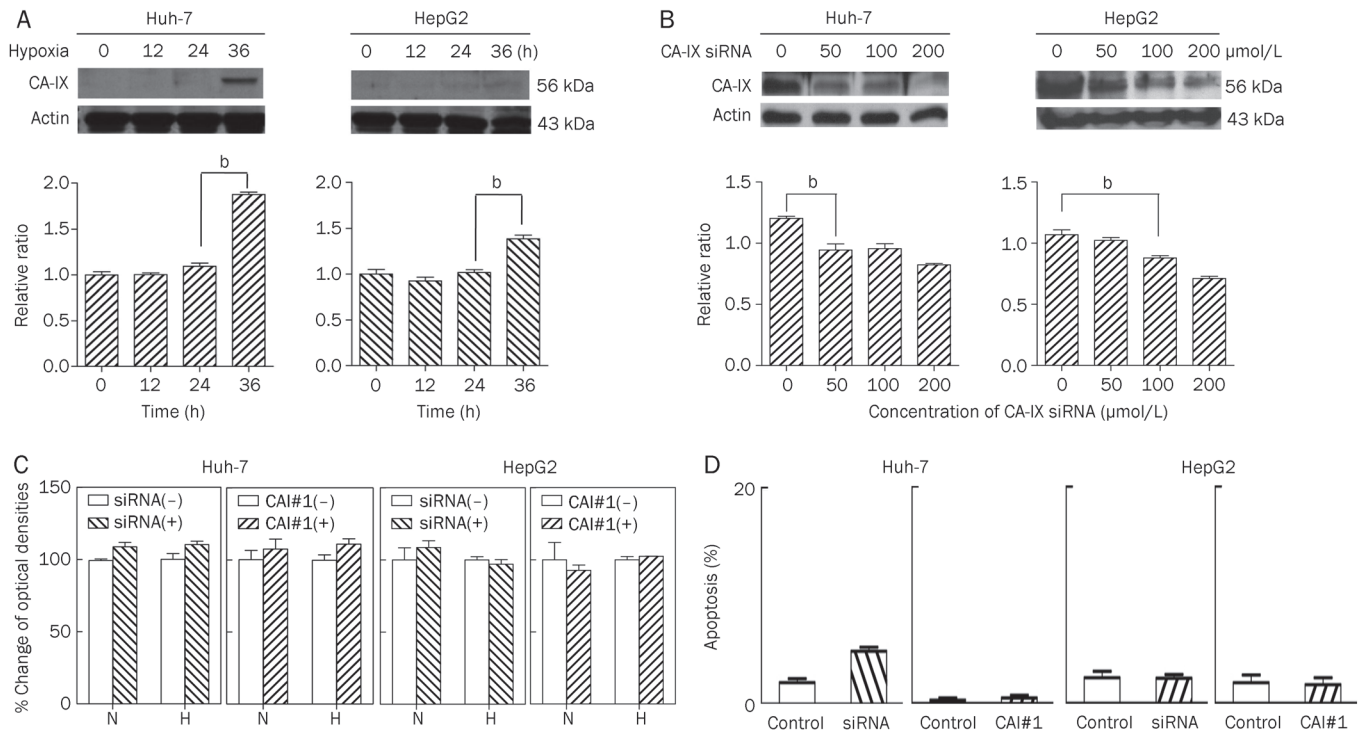 A
Huh-7
HepG2
Hypoxia 0 12 24 36 0 12 24 36 (h)
CA-IX
56 kDa
Actin
43 kDa
b
b
2.0
1.5
1.0
0.5
0.0
Relative ratio
0 12 24 36
Time (h)
2.0
1.5
1.0
0.5
0.0
0 12 24 36
Time (h)
B
Huh-7
HepG2
CA-IX siRNA 0 50 100 200 0 50 100 200 μmol/L
CA-IX
56 kDa
Actin
43 kDa
b
b
1.5
1.0
0.5
0.0
Relative ratio
0 50 100 200
1.5
1.0
0.5
0.0
0 50 100 200
Concentration of CA-IX siRNA (μmol/L)
C
Huh-7
HepG2
% Change of optical densities
150
100
50
0
siRNA(−)
siRNA(+)
N H
CAI#1(−)
CAI#1(+)
N H
siRNA(−)
siRNA(+)
N H
CAI#1(−)
CAI#1(+)
N H
D
Huh-7
HepG2
Apoptosis (%)
20
0
Control siRNA
Control CAI#1
Control siRNA
Control CAI#1